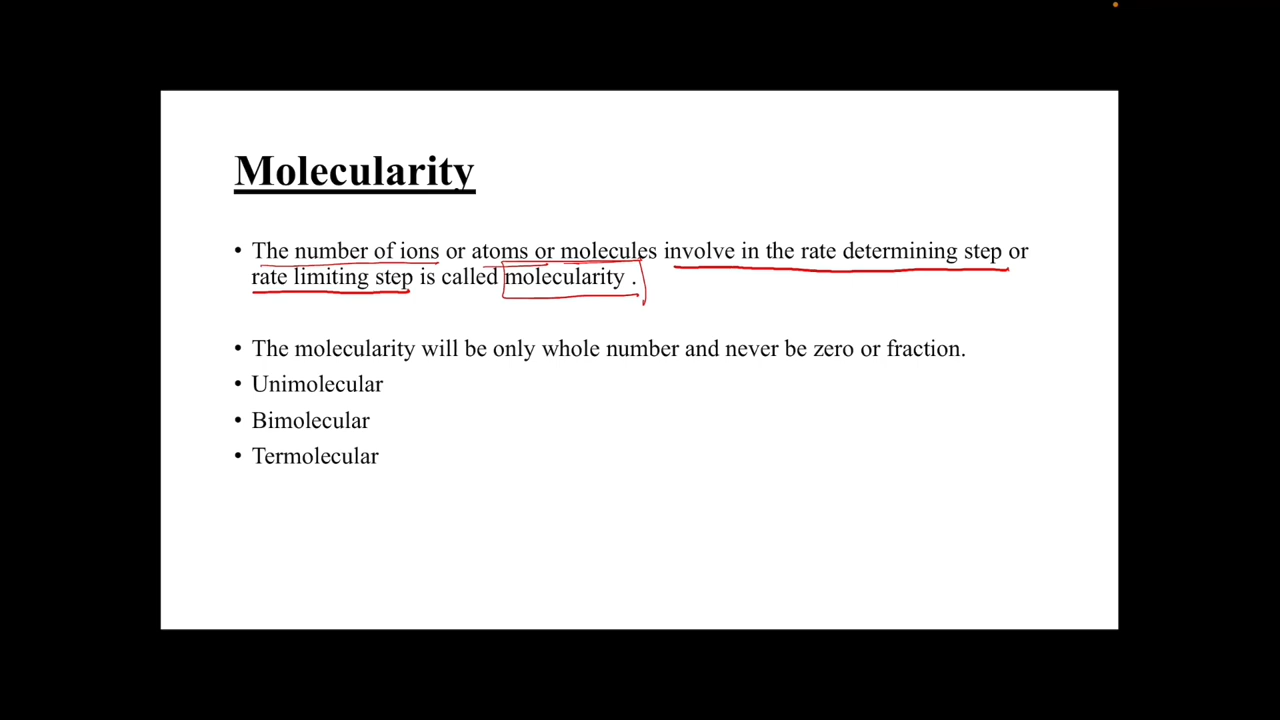 Molecularity
• The number of ions or atoms or molecules involve in the rate determining step or
rate limiting step is called molecularity .
• The molecularity will be only whole number and never be zero or fraction.
• Unimolecular
• Bimolecular
• Termolecular